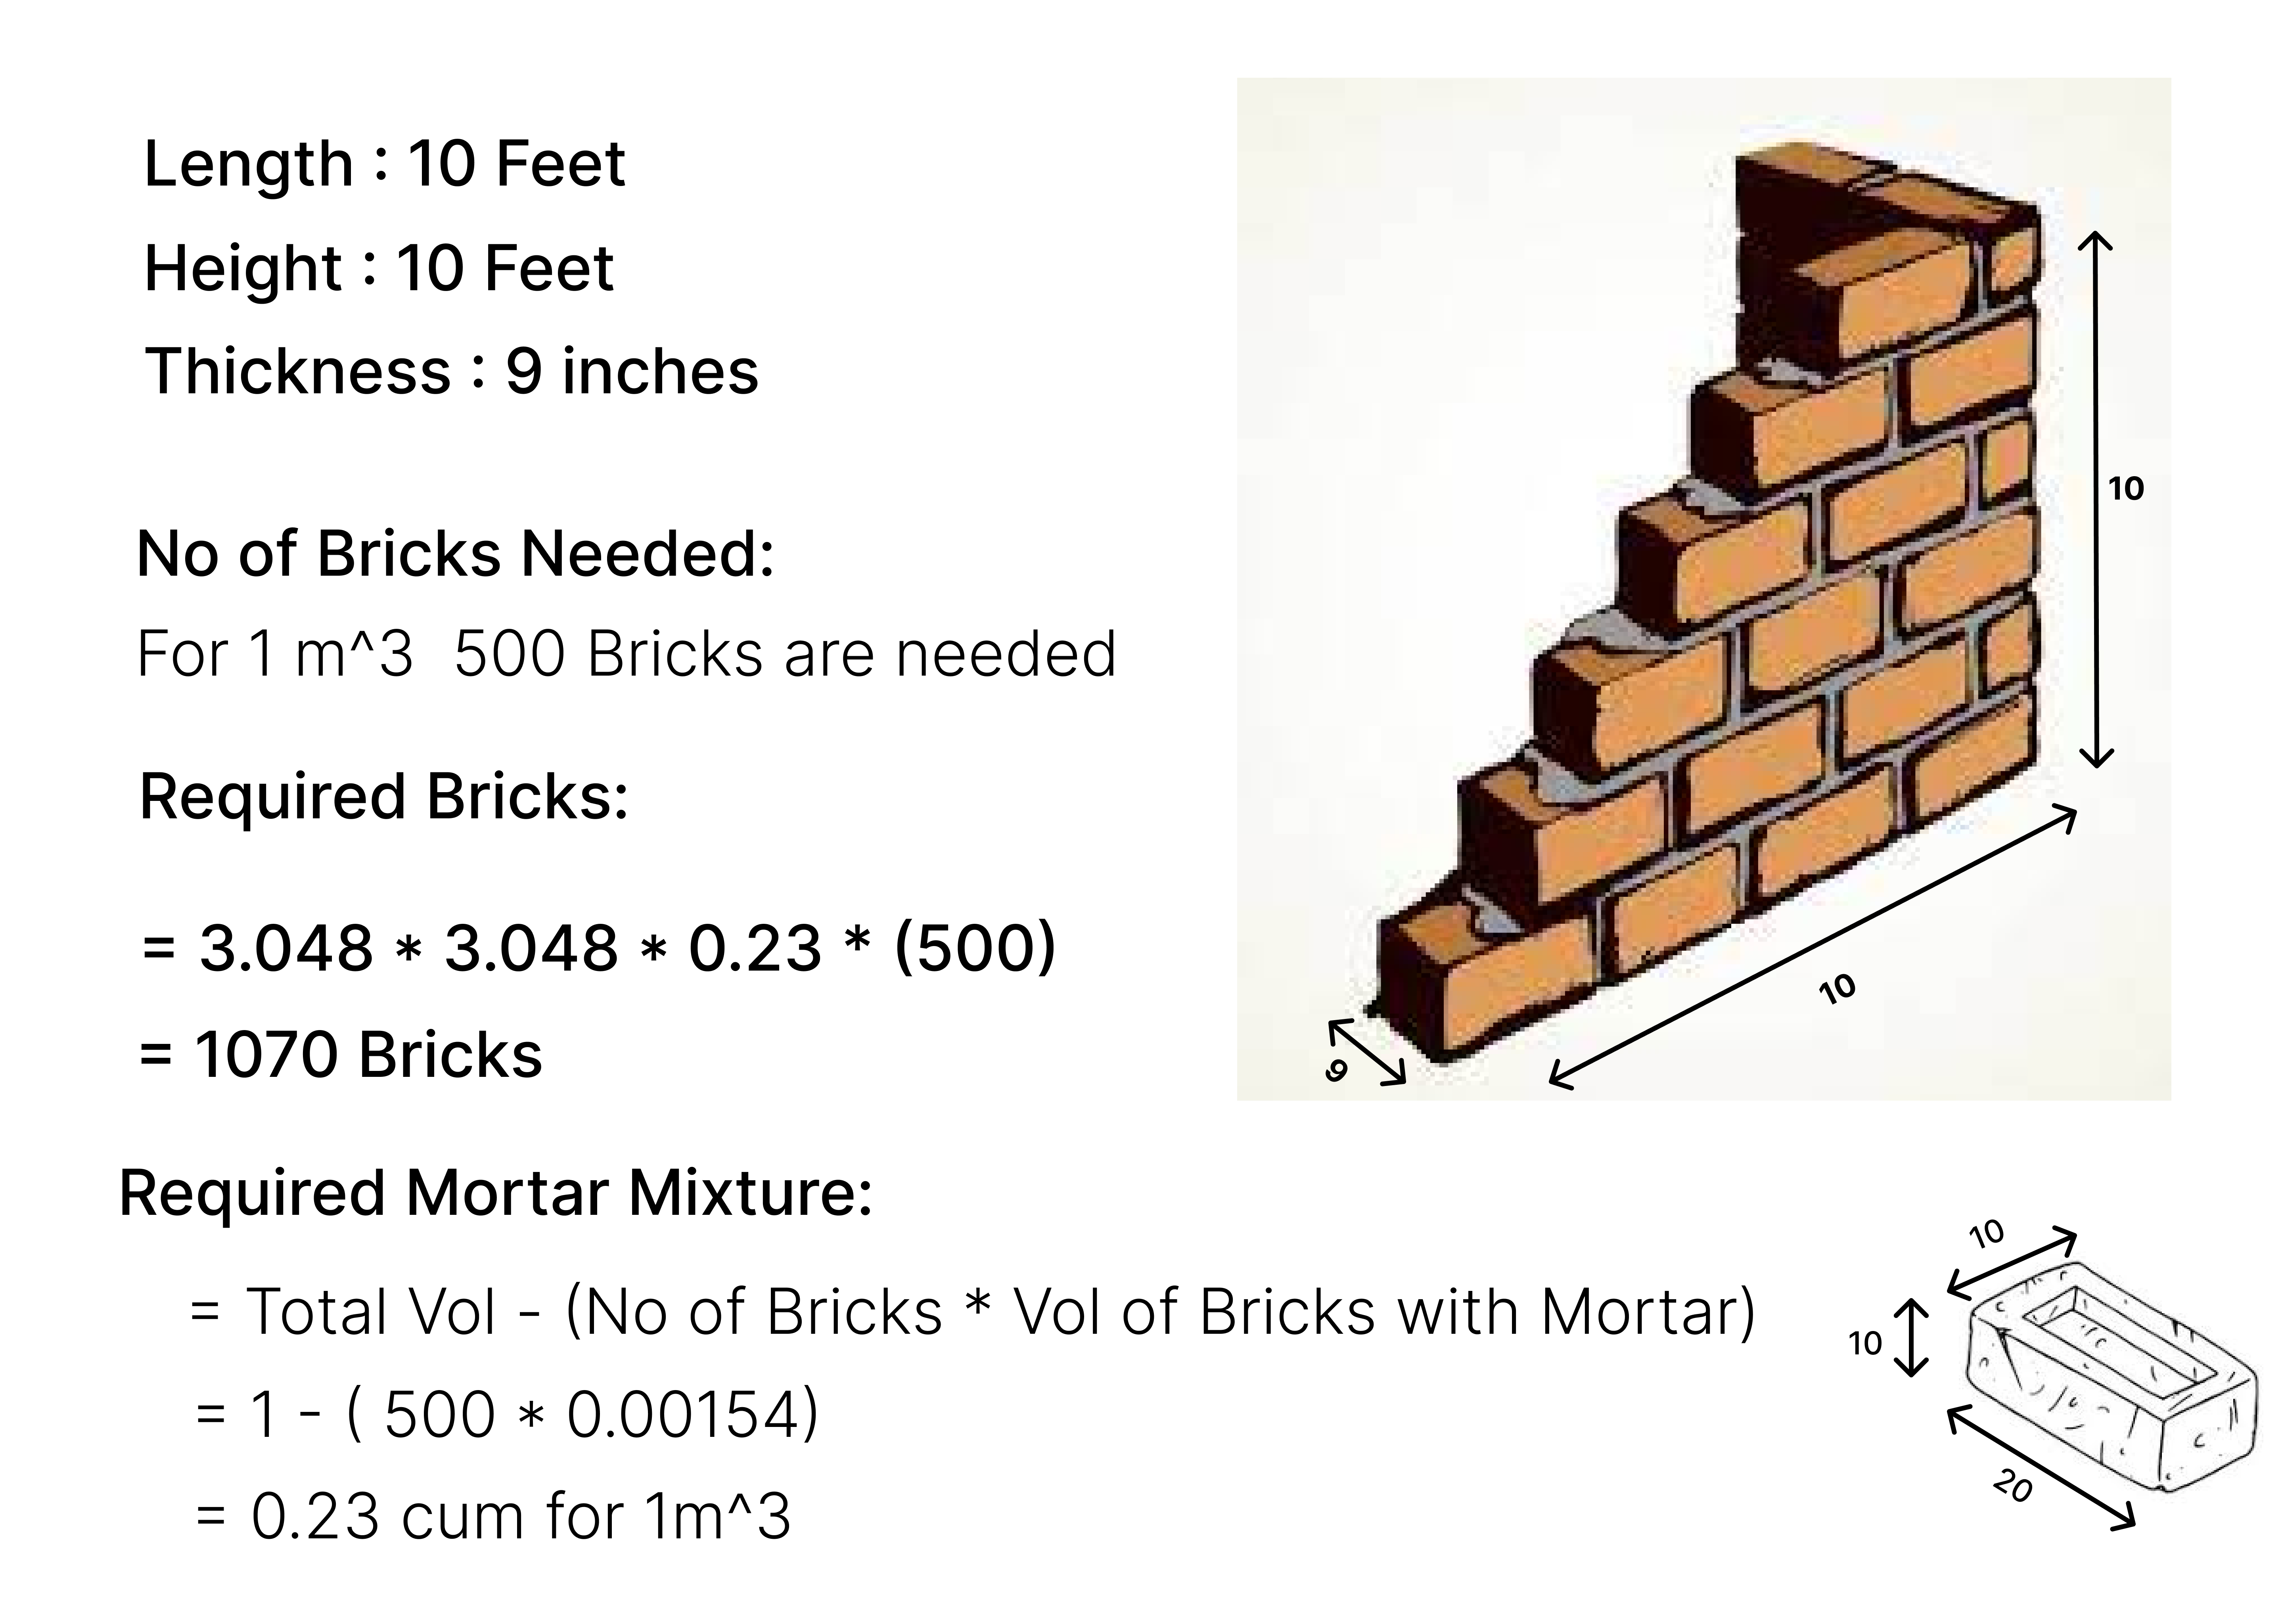 Length : 10 Feet
Height : 10 Feet
Thickness : 9 inches
No of Bricks Needed:
For 1 m^3  500 Bricks are needed
Required Bricks:
= 3.048 * 3.048 * 0.23 * (500)
= 1070 Bricks
10
10
9
Required Mortar Mixture:
= Total Vol - (No of Bricks * Vol of Bricks with Mortar)
= 1 - ( 500 * 0.00154)
= 0.23 cum for 1m^3
10
10
20